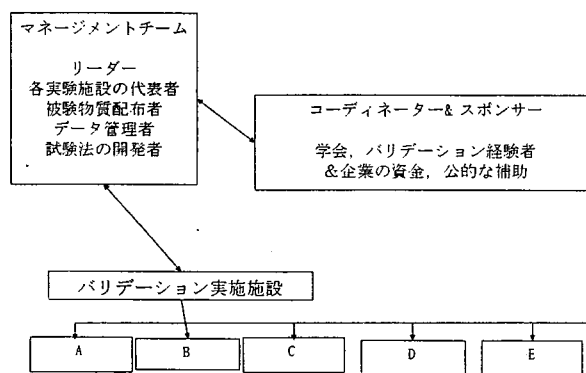 マネージメントチーム
リーダー
各実験施設の代表者
被験物質配布者
データ管理者
試験法の開発者
コーディネーター& スポンサー
学会, バリデーション経験者
&企業の資金, 公的な補助
バリデーション実施施設
A
B
C
D
E